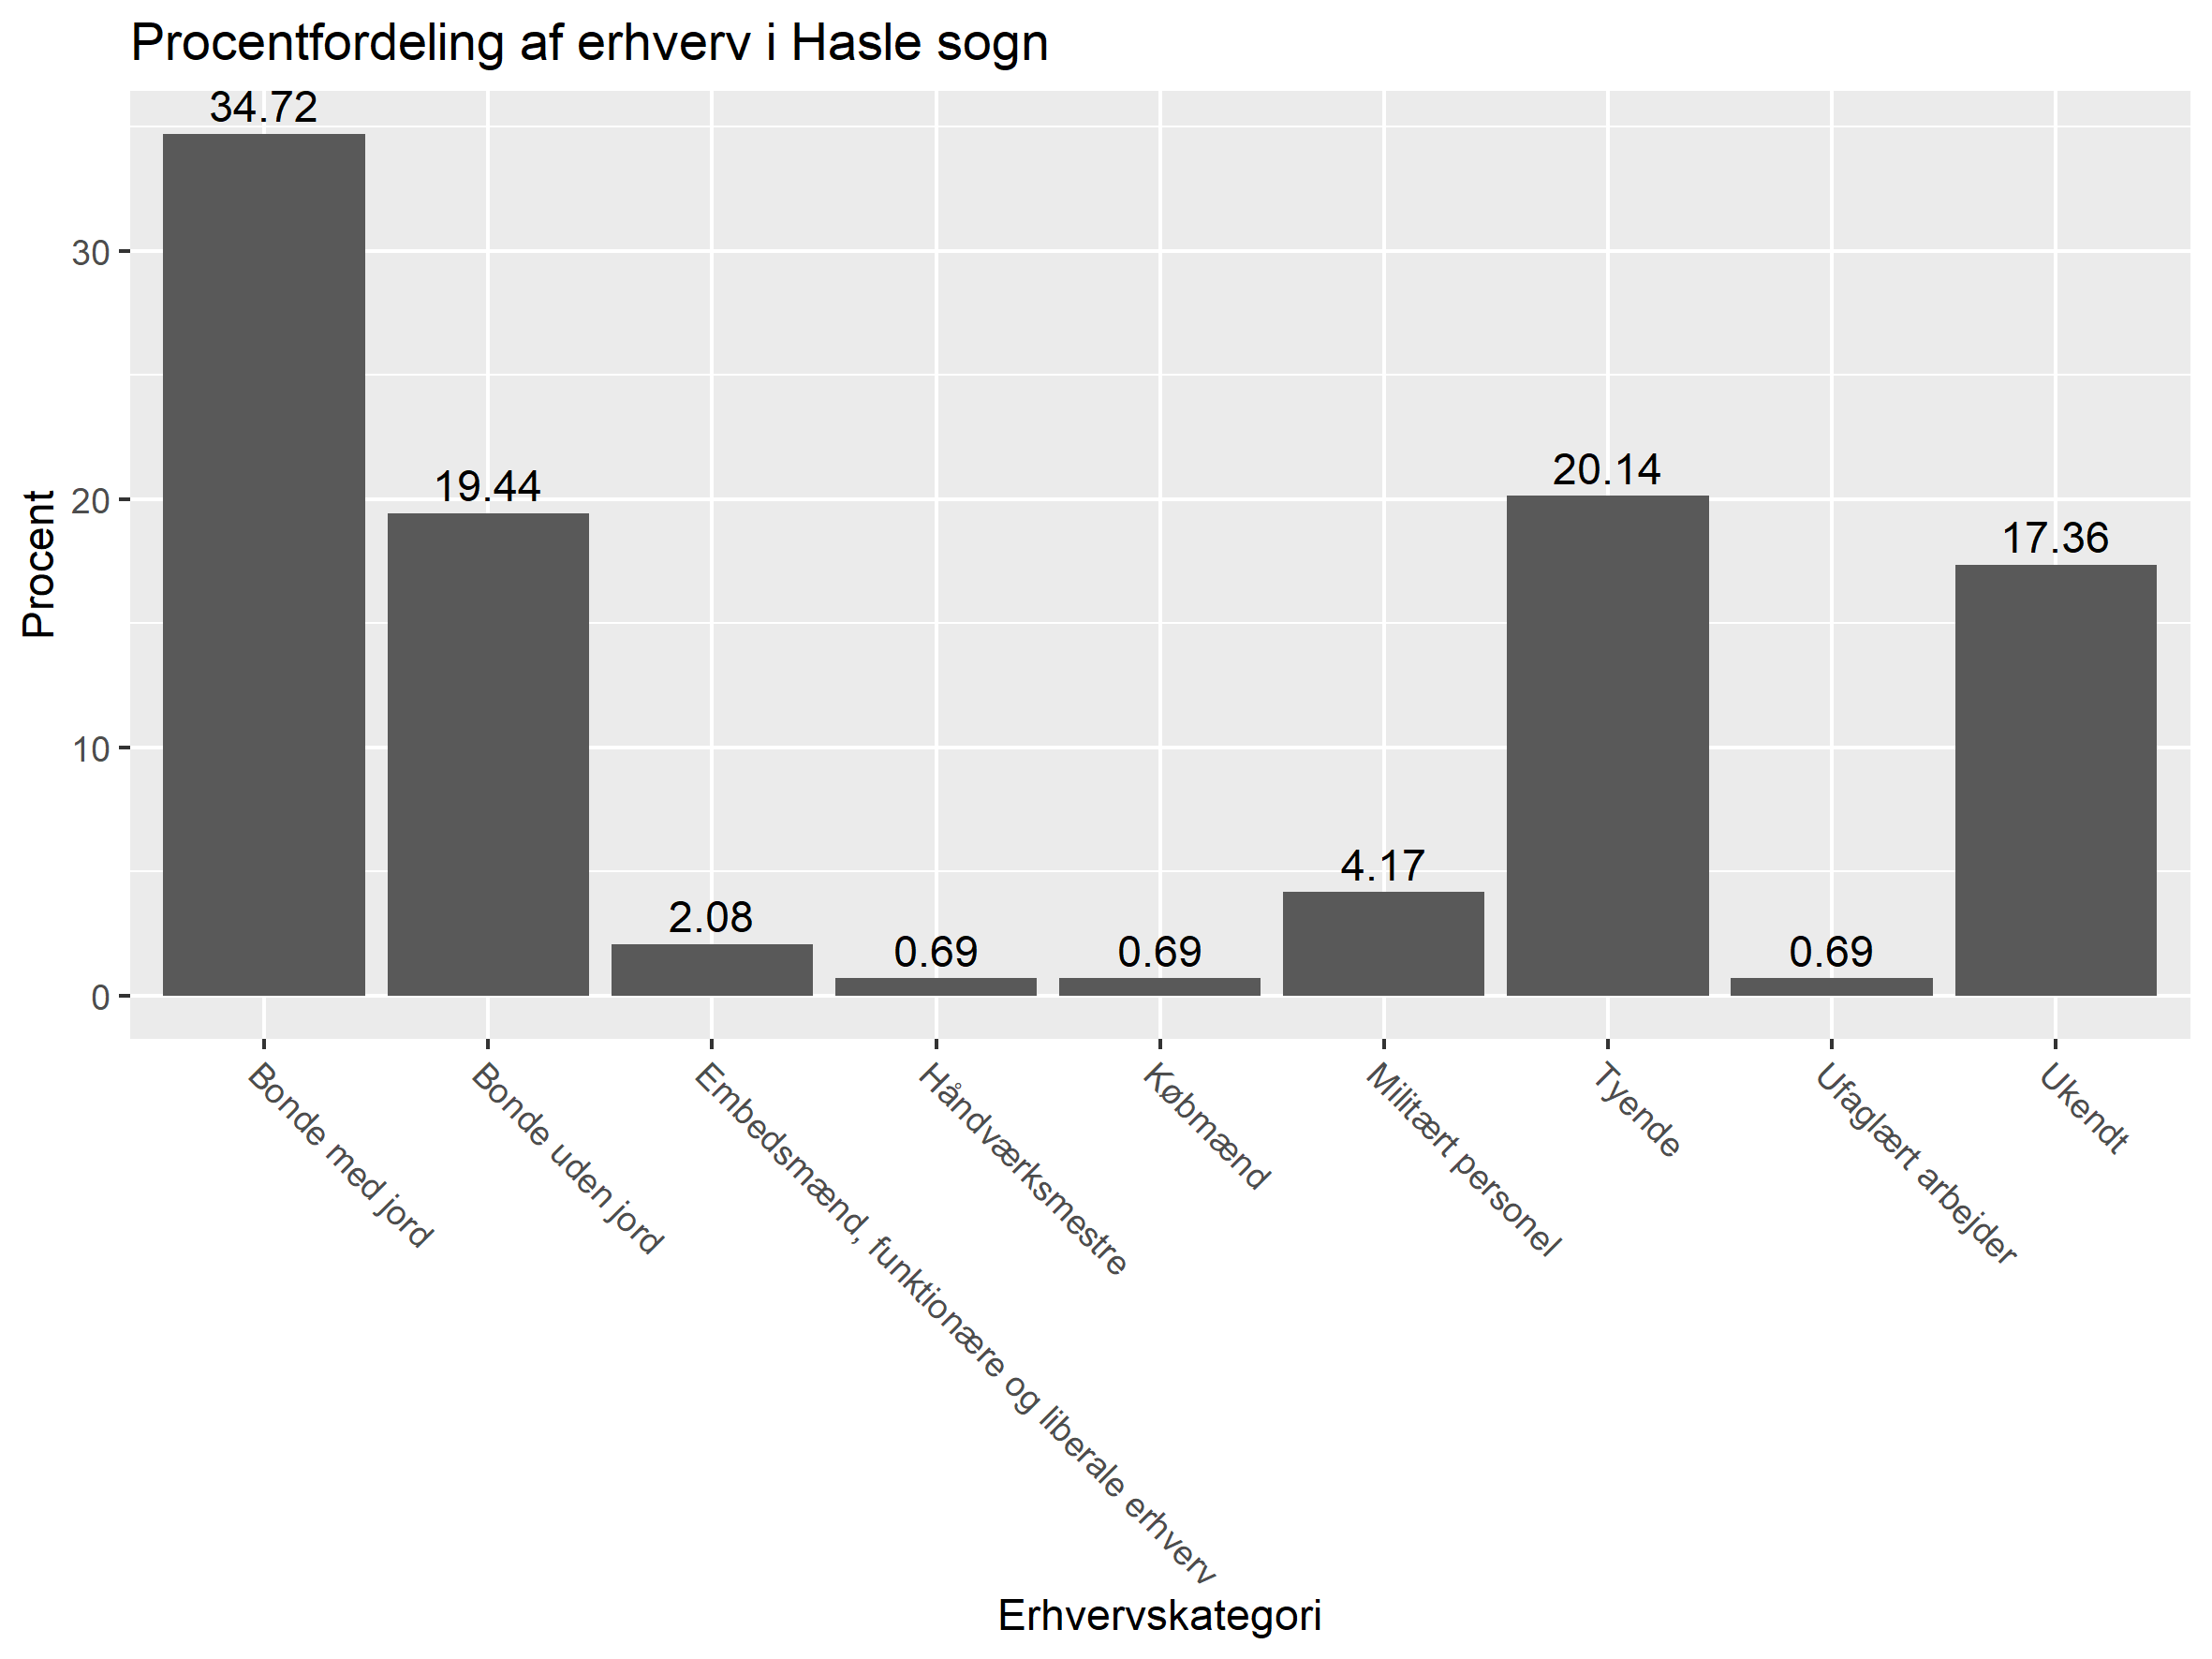 Procentfordeling af erhverv i Hasle sogn
34.72
19.44
2.08
0.69
0.69
4.17
20.14
0.69
17.36
30
20
10
0
Procent
Bonde med jord
Bonde uden jord
Embedsmænd, funktionære og liberale erhverv
Håndværksmestre
Købmænd
Militært personel
Tyende
Ufaglært arbejder
Ukendt
Erhvervskategori